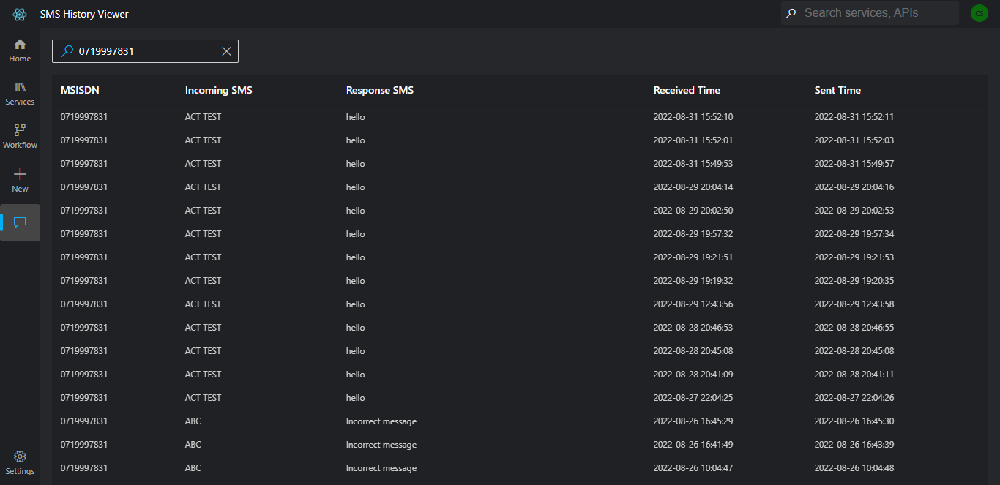 SMS History Viewer
Search services, APIs
CS
Home
Services
Workflow
New
Settings
0719997831
MSISDN Incoming SMS Response SMS Received Time Sent Time
0719997831 ACT TEST hello 2022-08-31 15:52:10 2022-08-31 15:52:11
0719997831 ACT TEST hello 2022-08-31 15:52:01 2022-08-31 15:52:03
0719997831 ACT TEST hello 2022-08-31 15:49:53 2022-08-31 15:49:57
0719997831 ACT TEST hello 2022-08-29 20:04:14 2022-08-29 20:04:16
0719997831 ACT TEST hello 2022-08-29 20:02:50 2022-08-29 20:02:53
0719997831 ACT TEST hello 2022-08-29 19:57:32 2022-08-29 19:57:34
0719997831 ACT TEST hello 2022-08-29 19:21:51 2022-08-29 19:21:53
0719997831 ACT TEST hello 2022-08-29 19:19:32 2022-08-29 19:20:35
0719997831 ACT TEST hello 2022-08-29 12:43:56 2022-08-29 12:43:58
0719997831 ACT TEST hello 2022-08-28 20:46:53 2022-08-28 20:46:55
0719997831 ACT TEST hello 2022-08-28 20:45:08 2022-08-28 20:45:08
0719997831 ACT TEST hello 2022-08-28 20:41:09 2022-08-28 20:41:11
0719997831 ACT TEST hello 2022-08-27 22:04:25 2022-08-27 22:04:26
0719997831 ABC Incorrect message 2022-08-26 16:45:29 2022-08-26 16:45:30
0719997831 ABC Incorrect message 2022-08-26 16:41:49 2022-08-26 16:43:39
0719997831 ABC Incorrect message 2022-08-26 10:04:47 2022-08-26 10:04:48